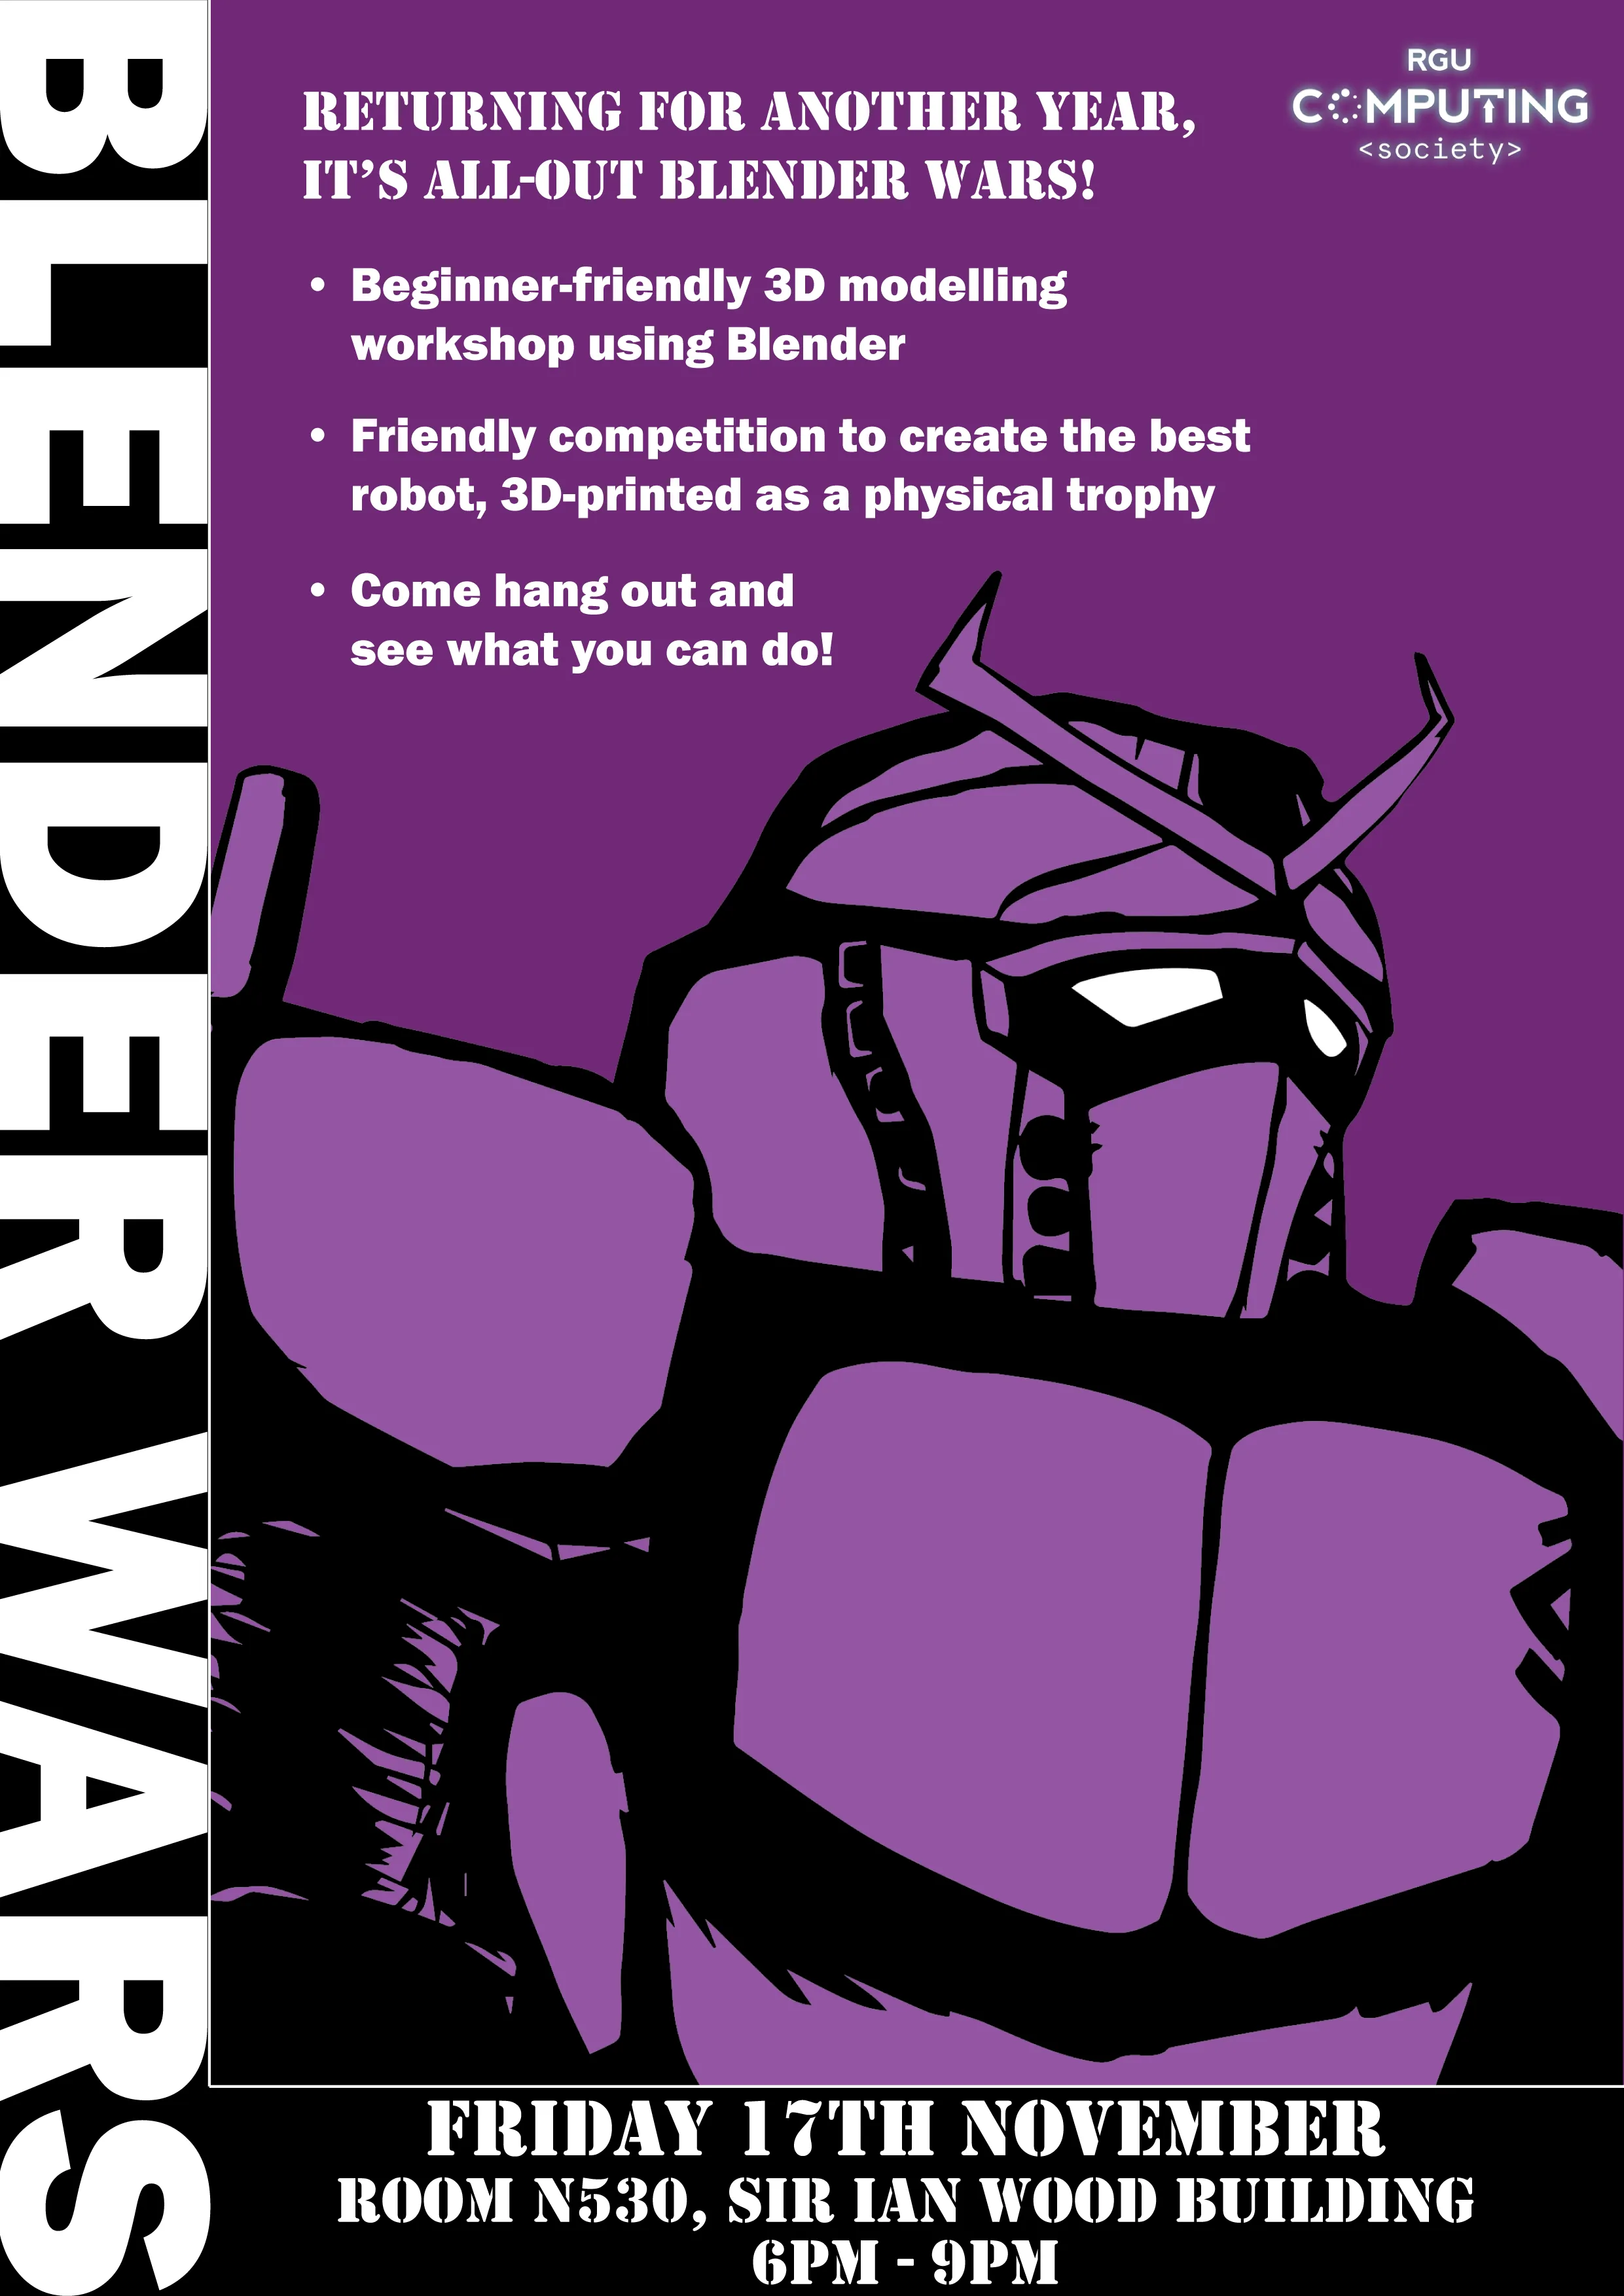 BLENDER WARS
RGU
COMPUTING
<society>
RETURNING FOR ANOTHER YEAR,
IT'S ALL-OUT BLENDER WARS!
• Beginner-friendly 3D modelling
workshop using Blender
• Friendly competition to create the best
robot, 3D-printed as a physical trophy
• Come hang out and
see what you can do!
FRIDAY 17TH NOVEMBER
ROOM N530, SIR IAN WOOD BUILDING
6PM - 9PM